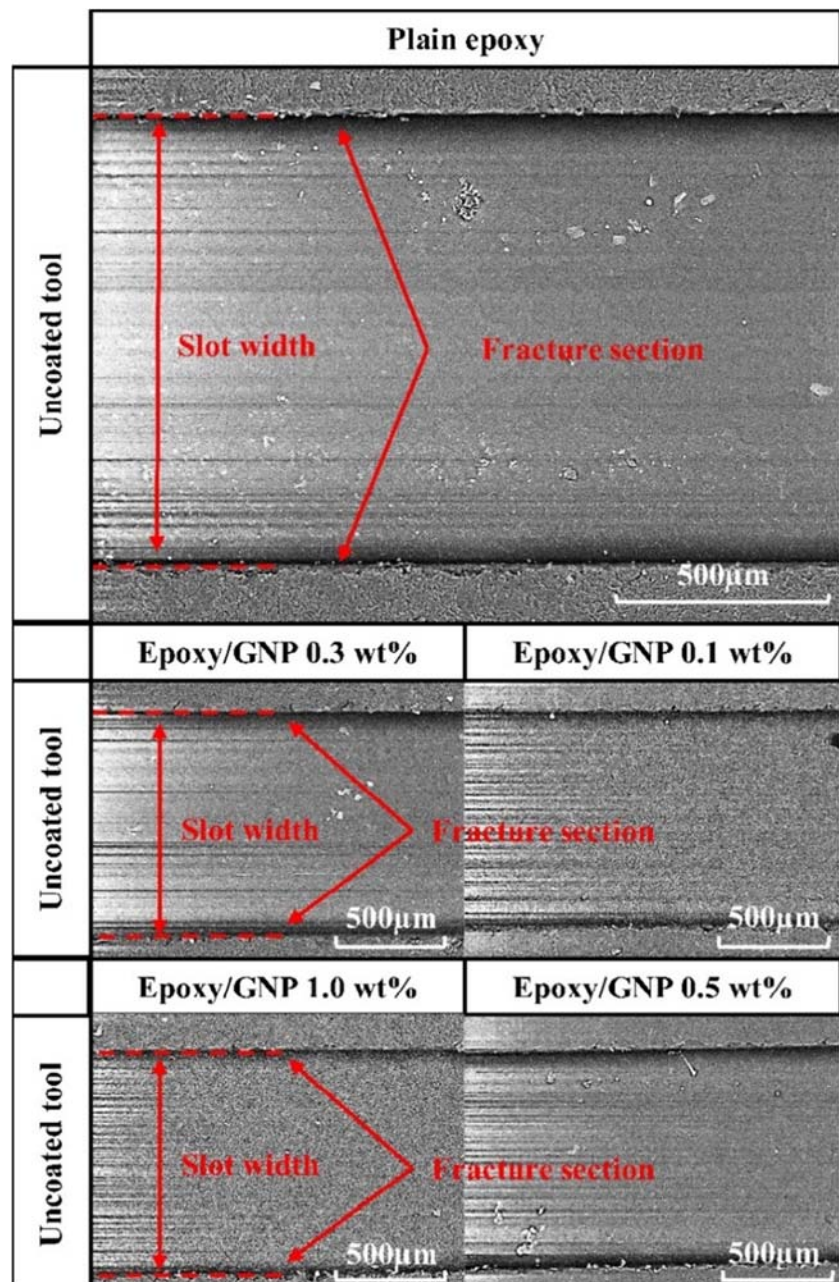 Plain epoxy
Uncoated tool
Slot width
Fracture section
500µm
Epoxy/GNP 0.3 wt%
Epoxy/GNP 0.1 wt%
Uncoated tool
Slot width
Fracture section
500µm
500µm
Epoxy/GNP 1.0 wt%
Epoxy/GNP 0.5 wt%
Uncoated tool
Slot width
Fracture section
500µm
500µm